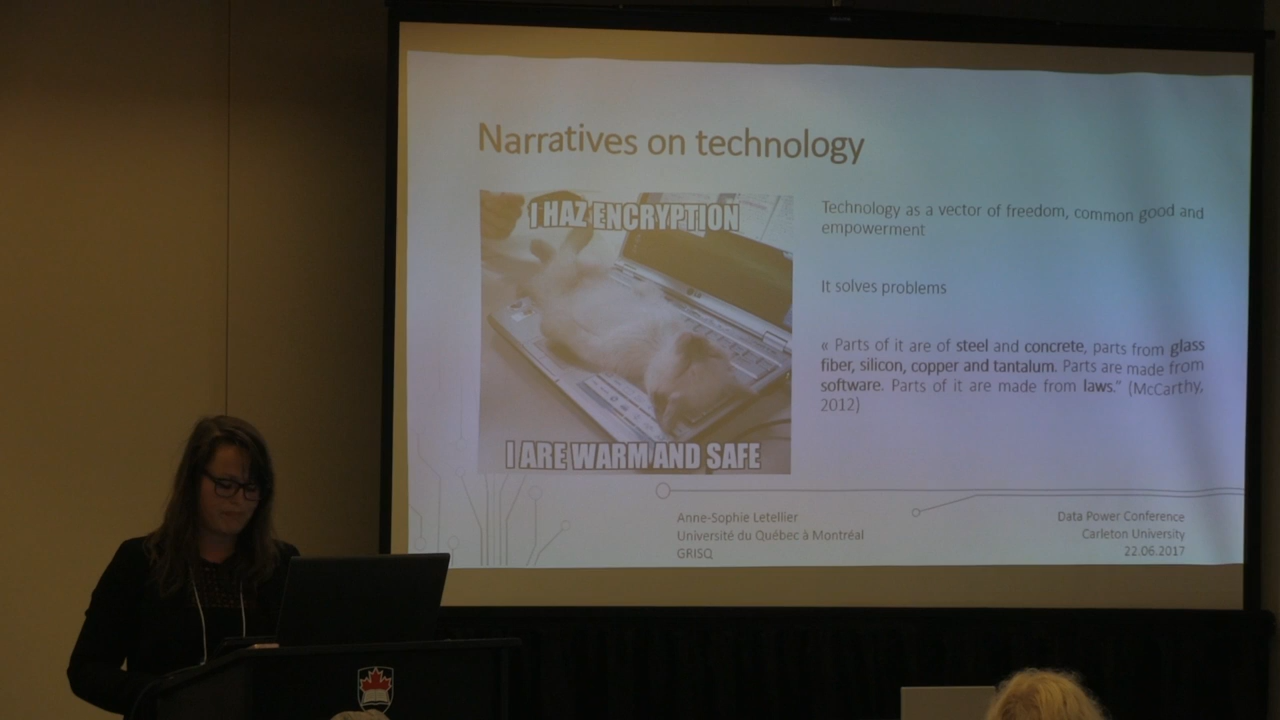 Narratives on technology
I HAZ ENCRYPTION
I ARE WARM AND SAFE
Technology as a vector of freedom, common good and
empowerment
It solves problems
« Parts of it are of steel and concrete, parts from glass
fiber, silicon, copper and tantalum. Parts are made from
software. Parts of it are made from laws." (McCarthy,
2012)
Anne-Sophie Letellier
Université du Québec à Montréal
GRISQ
Data Power Conference
Carleton University
22.06.2017